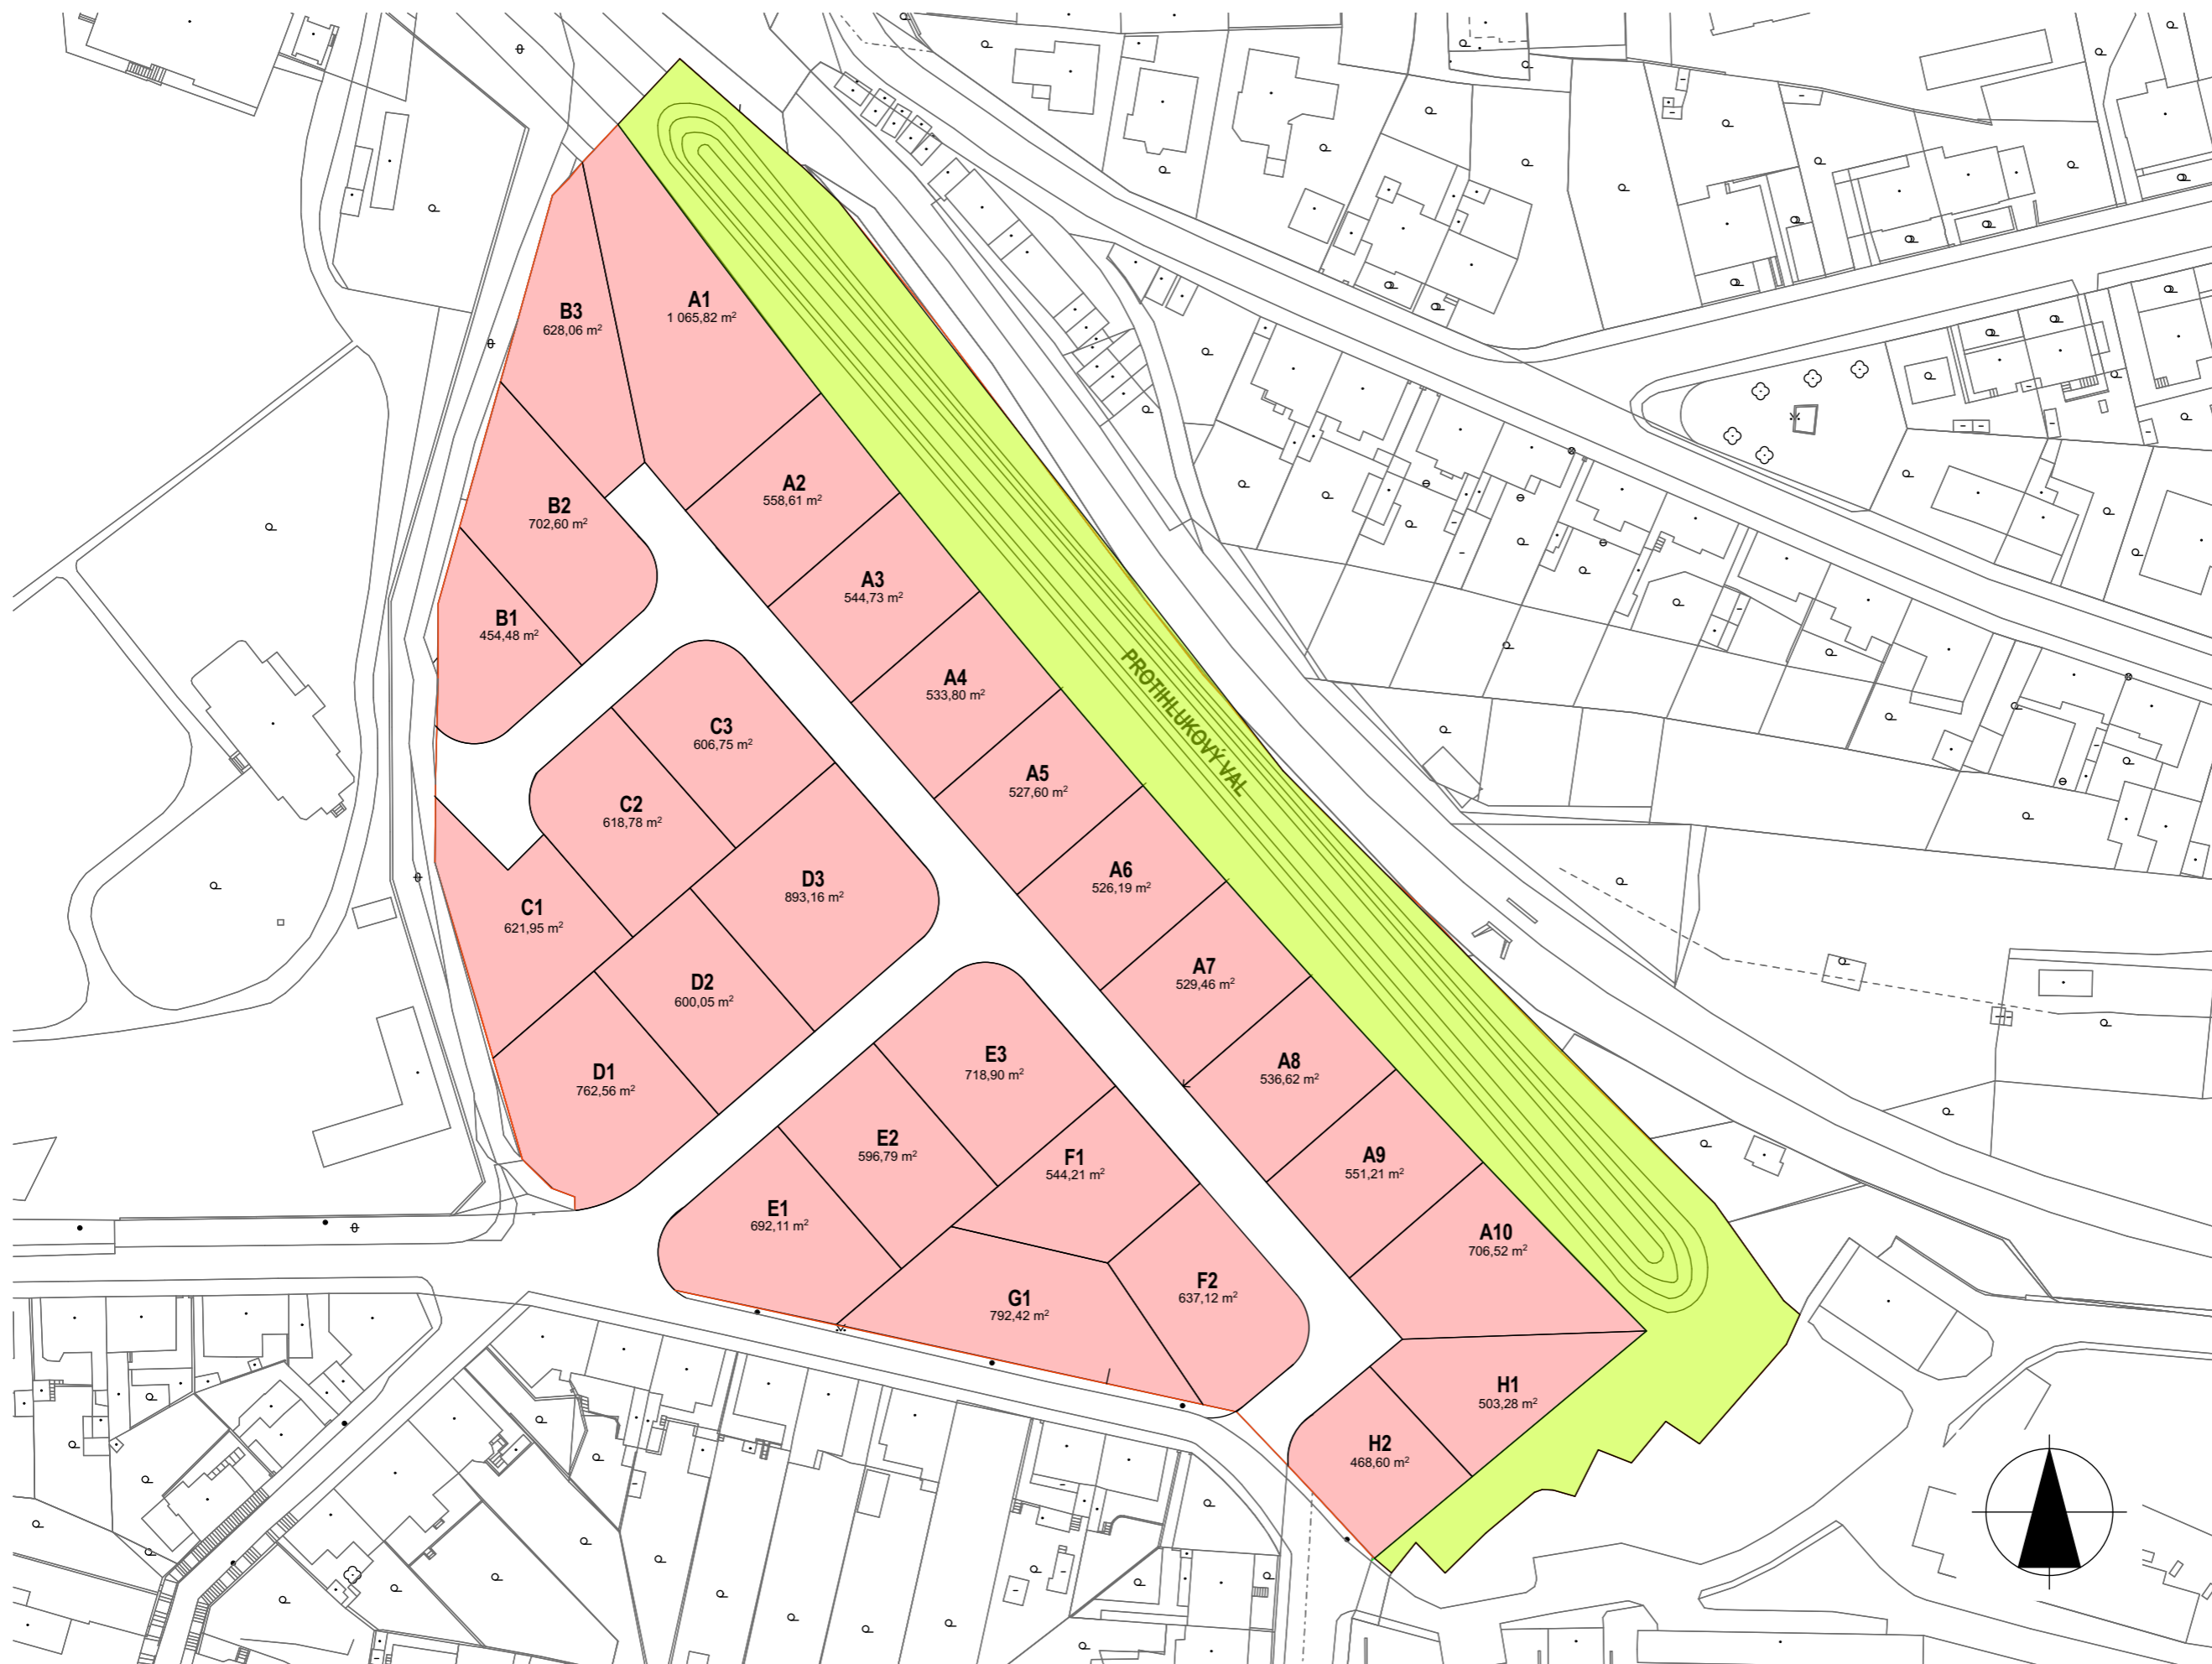 B3
628,06 m²
A1
1 065,82 m²
A2
558,61 m²
B2
702,60 m²
A3
544,73 m²
B1
454,48 m²
A4
533,80 m²
PROTIHLUKOVÝ VAL
C3
606,75 m²
A5
527,60 m²
C2
618,78 m²
A6
526,19 m²
D3
893,16 m²
C1
621,95 m²
A7
529,46 m²
D2
600,05 m²
E3
718,90 m²
A8
536,62 m²
D1
762,56 m²
E2
596,79 m²
F1
544,21 m²
A9
551,21 m²
E1
692,11 m²
A10
706,52 m²
F2
637,12 m²
G1
792,42 m²
H1
503,28 m²
H2
468,60 m²